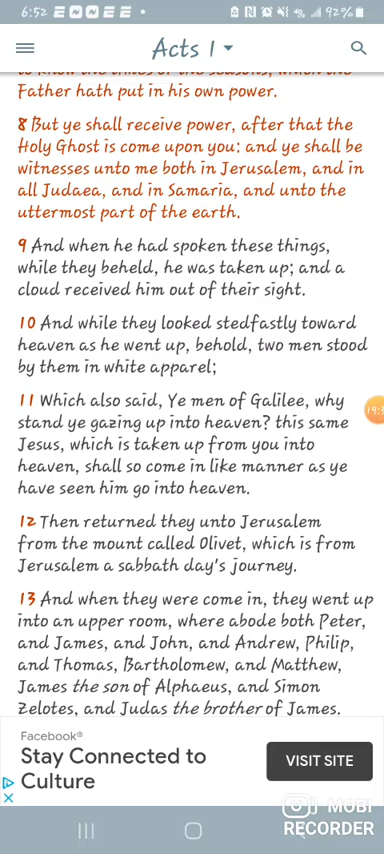 6:52
92%
Acts 1
Father hath put in his own power.
8 But ye shall receive power, after that the
Holy Ghost is come upon you: and ye shall be
witnesses unto me both in Jerusalem, and in
all Judaea, and in Samaria, and unto the
uttermost part of the earth.
9 And when he had spoken these things,
while they beheld, he was taken up; and a
cloud received him out of their sight.
10 And while they looked stedfastly toward
heaven as he went up, behold, two men stood
by them in white apparel;
11 Which also said, Ye men of Galilee, why
stand ye gazing up into heaven? this same
Jesus, which is taken up from you into
heaven, shall so come in like manner as ye
have seen him go into heaven.
12 Then returned they unto Jerusalem
from the mount called Olivet, which is from
Jerusalem a sabbath day's journey.
13 And when they were come in, they went up
into an upper room, where abode both Peter,
and James, and John, and Andrew, Philip,
and Thomas, Bartholomew, and Matthew,
James the son of Alphaeus, and Simon
Zelotes, and Judas the brother of James.
Facebook®
Stay Connected to
Culture
VISIT SITE
MOBI
RECORDER